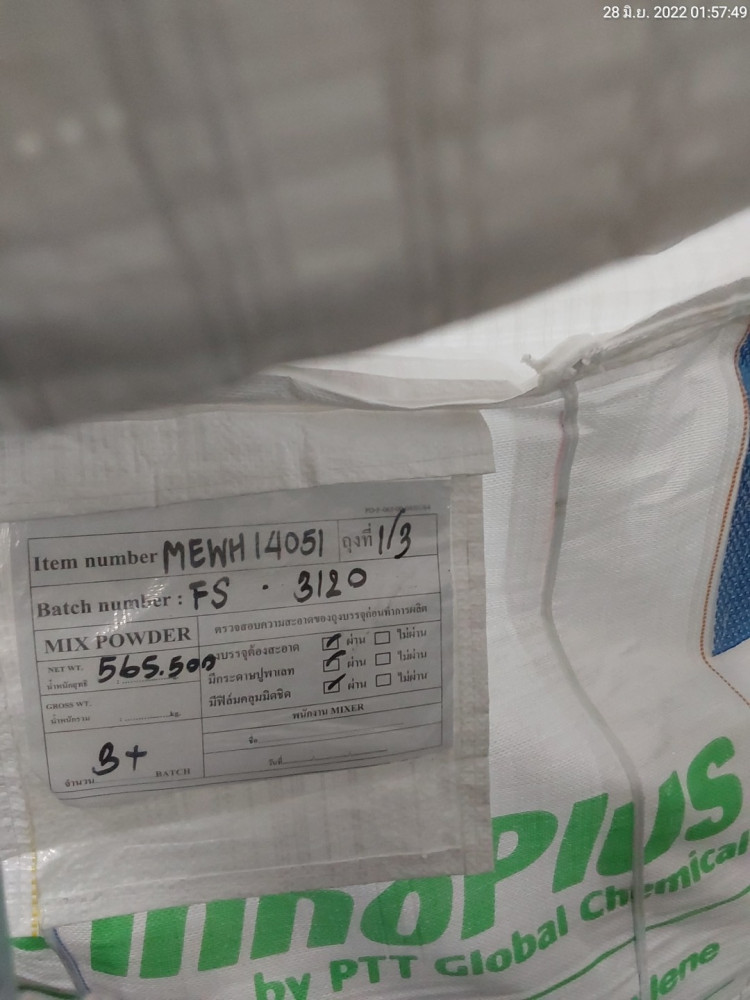 28 มิ.ย. 2022 01:57:49
Item number MEWH 14051 ถุงที่ 1/3
Batch number : FS - 3120
MIX POWDER
ตรวจสอบความสะอาดของถุงบรรจุก่อนทำการผลิต
NET WT.
น้ำหนักสุทธิ : 565.500
ถุงบรรจุต้องสะอาด ผ่าน ไม่ผ่าน
มีกระดาษปูพาเลท ผ่าน ไม่ผ่าน
มีฟิล์มคลุมมิดชิด ผ่าน ไม่ผ่าน
GROSS WT.
น้ำหนักรวม : kg.
พนักงาน MIXER
ชื่อ
วันที่
จำนวน 3+ BATCH
Plus
by PTT Global Chemical
lene